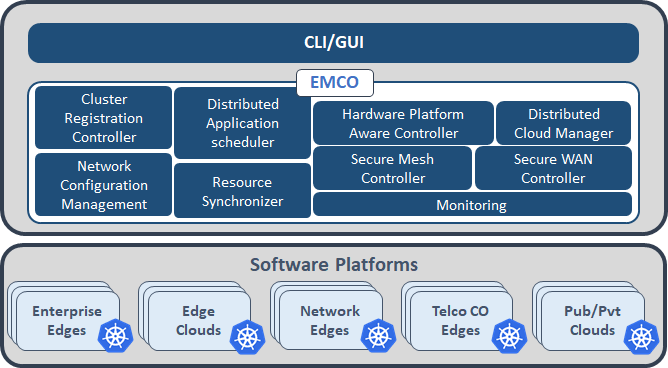 CLI/GUI
EMCO
Cluster
Registration
Controller
Distributed
Application
scheduler
Hardware Platform
Aware Controller
Distributed
Cloud Manager
Network
Configuration
Management
Resource
Synchronizer
Secure Mesh
Controller
Secure WAN
Controller
Monitoring
Software Platforms
Enterprise
Edges
Edge
Clouds
Network
Edges
Telco CO
Edges
Pub/Pvt
Clouds